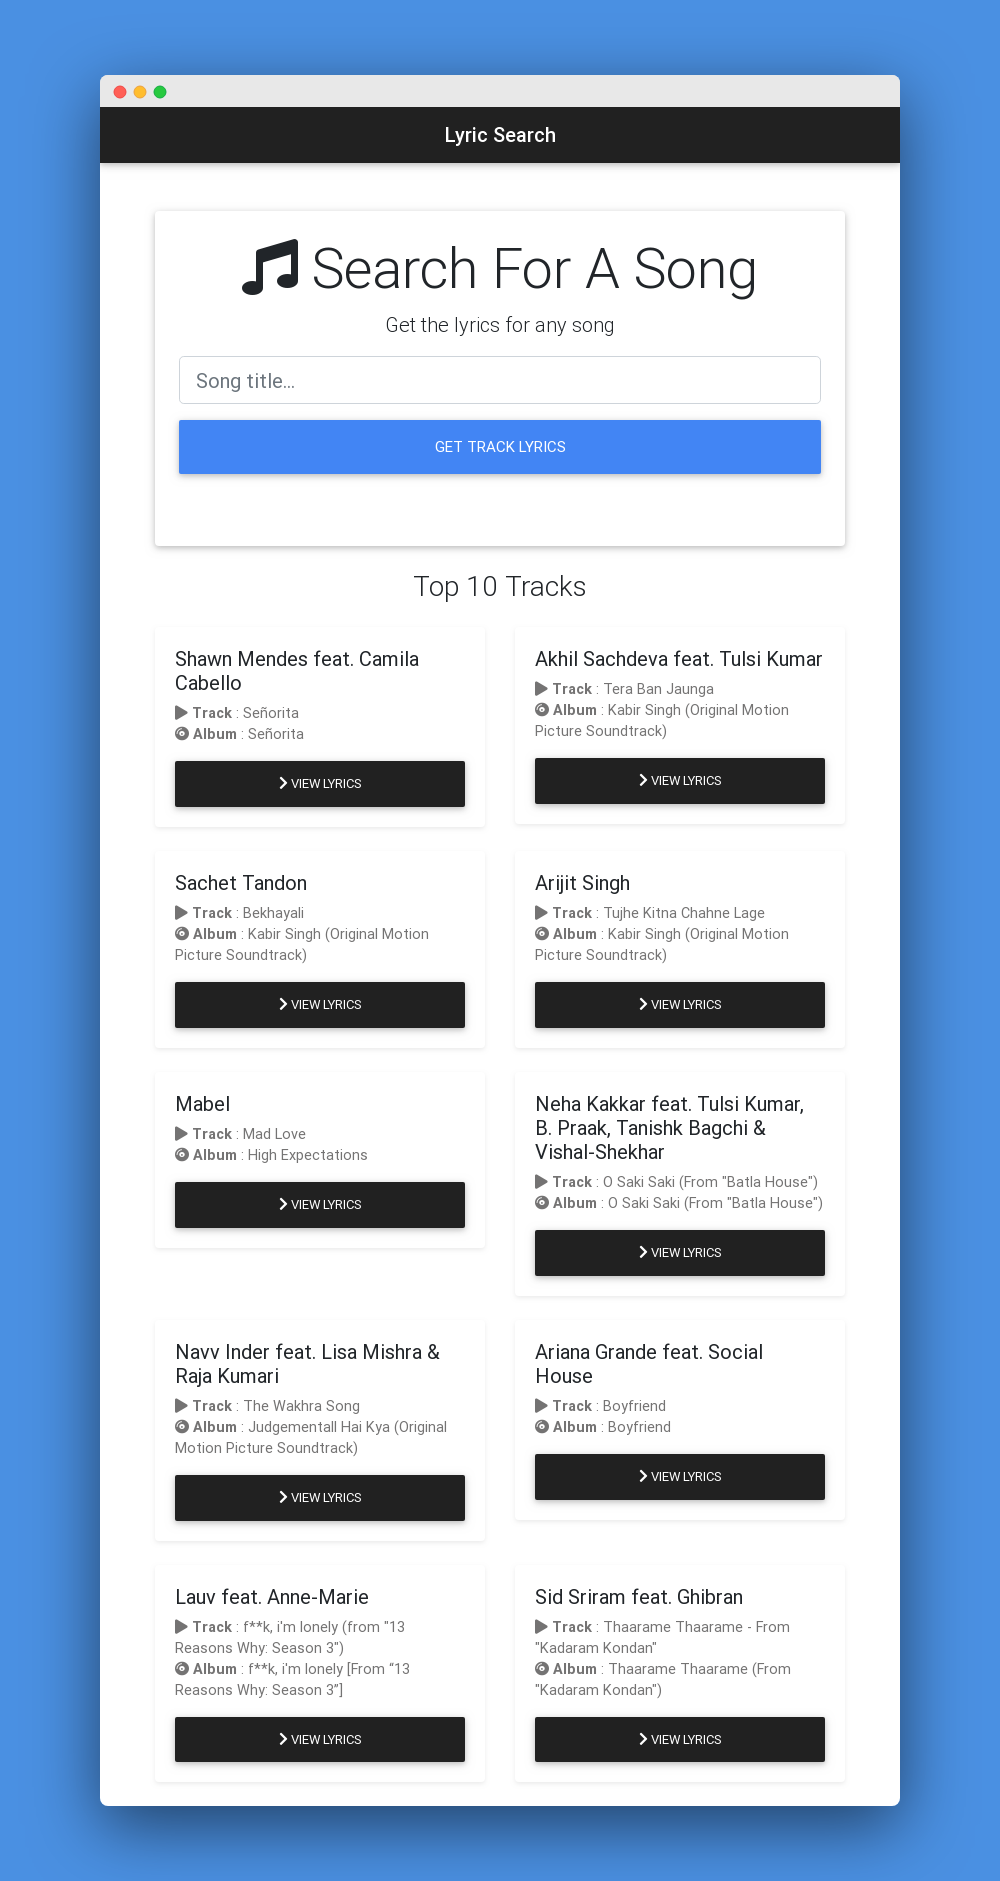 Lyric Search
Search For A Song
Get the lyrics for any song
Song title...
GET TRACK LYRICS
Top 10 Tracks
Shawn Mendes feat. Camila
Cabello
Track : Señorita
Album : Señorita
VIEW LYRICS
Akhil Sachdeva feat. Tulsi Kumar
Track : Tera Ban Jaunga
Album : Kabir Singh (Original Motion
Picture Soundtrack)
VIEW LYRICS
Sachet Tandon
Track : Bekhayali
Album : Kabir Singh (Original Motion
Picture Soundtrack)
VIEW LYRICS
Arijit Singh
Track : Tujhe Kitna Chahne Lage
Album : Kabir Singh (Original Motion
Picture Soundtrack)
VIEW LYRICS
Mabel
Track : Mad Love
Album : High Expectations
VIEW LYRICS
Neha Kakkar feat. Tulsi Kumar,
B. Praak, Tanishk Bagchi &
Vishal-Shekhar
Track : O Saki Saki (From "Batla House")
Album : O Saki Saki (From "Batla House")
VIEW LYRICS
Navv Inder feat. Lisa Mishra &
Raja Kumari
Track : The Wakhra Song
Album : Judgementall Hai Kya (Original
Motion Picture Soundtrack)
VIEW LYRICS
Ariana Grande feat. Social
House
Track : Boyfriend
Album : Boyfriend
VIEW LYRICS
Lauv feat. Anne-Marie
Track : f**k, i'm lonely (from "13
Reasons Why: Season 3")
Album : f**k, i'm lonely [From “13
Reasons Why: Season 3”]
VIEW LYRICS
Sid Sriram feat. Ghibran
Track : Thaarame Thaarame - From
"Kadaram Kondan"
Album : Thaarame Thaarame (From
"Kadaram Kondan")
VIEW LYRICS